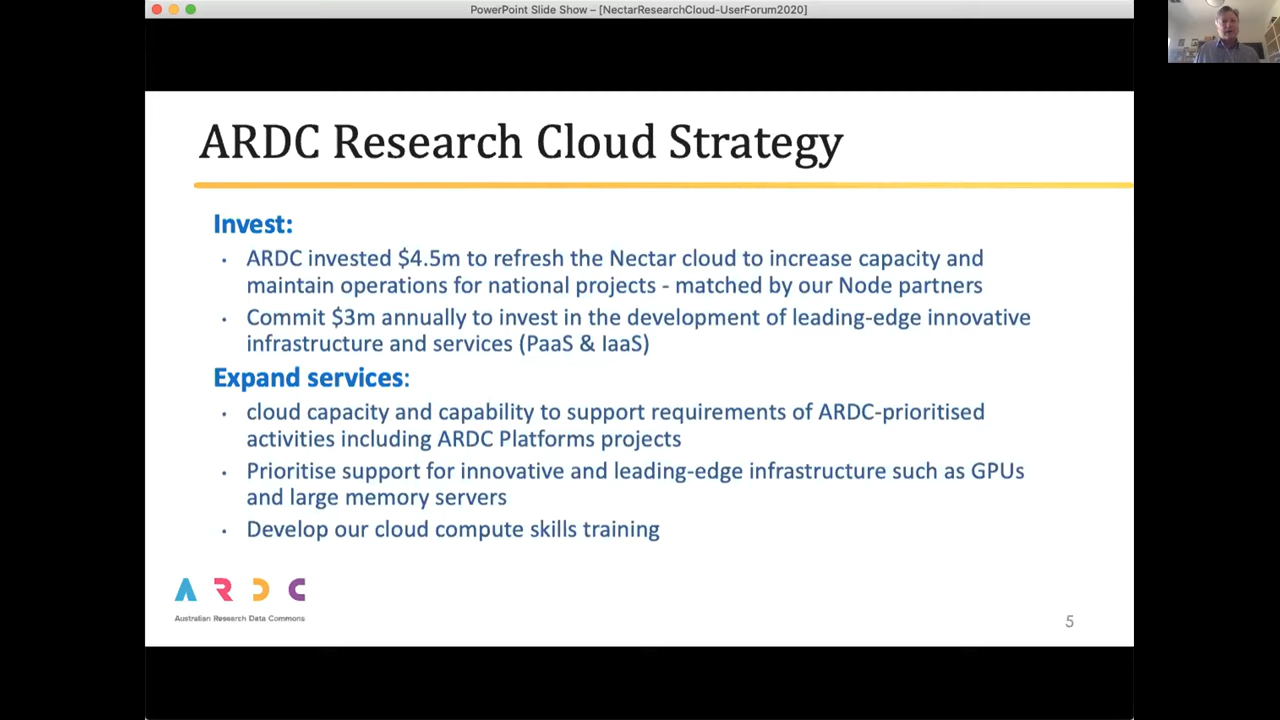 PowerPoint Slide Show – [NectarResearchCloud-UserForum2020]
ARDC Research Cloud Strategy
Invest:
• ARDC invested $4.5m to refresh the Nectar cloud to increase capacity and
maintain operations for national projects - matched by our Node partners
• Commit $3m annually to invest in the development of leading-edge innovative
infrastructure and services (PaaS & IaaS)
Expand services:
• cloud capacity and capability to support requirements of ARDC-prioritised
activities including ARDC Platforms projects
• Prioritise support for innovative and leading-edge infrastructure such as GPUs
and large memory servers
• Develop our cloud compute skills training
A R D C
Australian Research Data Commons
5